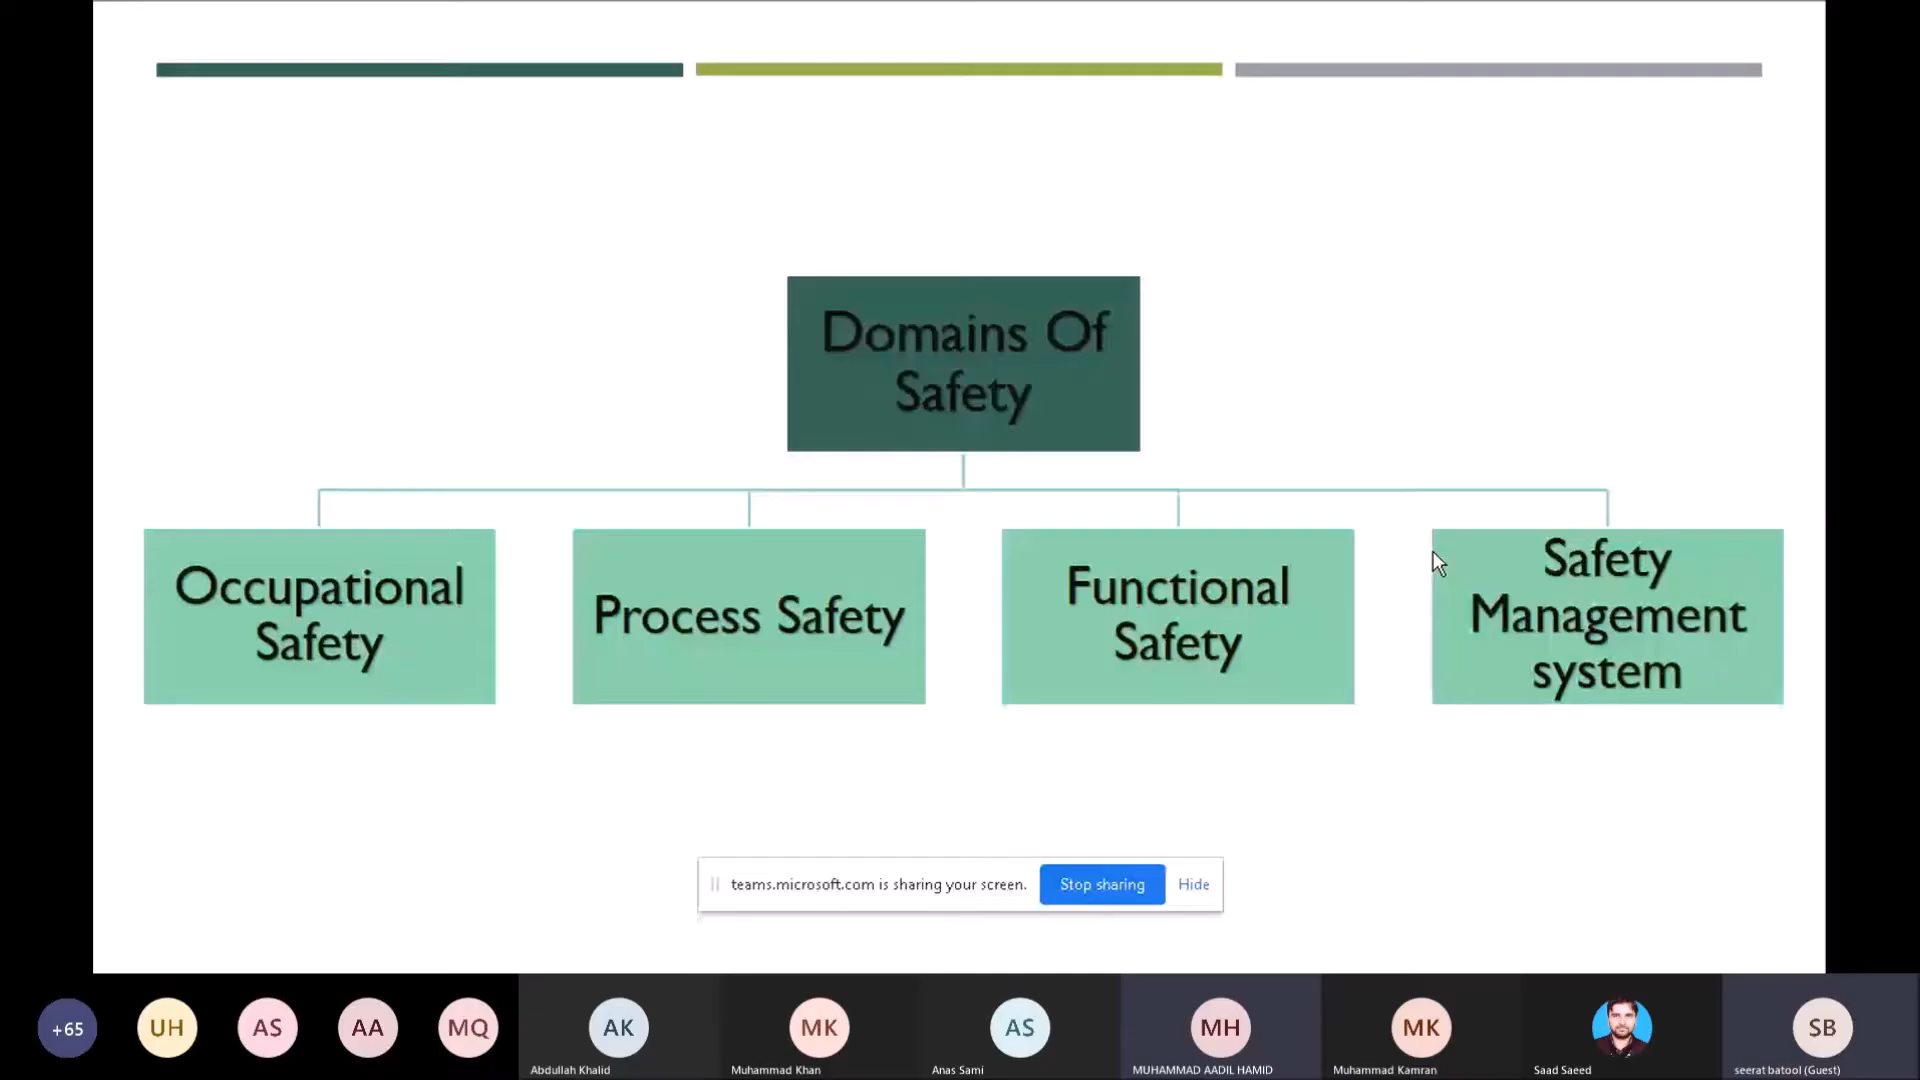 Domains Of
Safety
Occupational
Safety
Process Safety
Functional
Safety
Safety
Management
system
teams.microsoft.com is sharing your screen.
Stop sharing
Hide
+65
UH
AS
AA
MQ
AK
MK
AS
MH
MK
SB
Abdullah Khalid
Muhammad Khan
Anas Sami
MUHAMMAD AADIL HAMID
Muhammad Kamran
Saad Saeed
seerat batool (Guest)